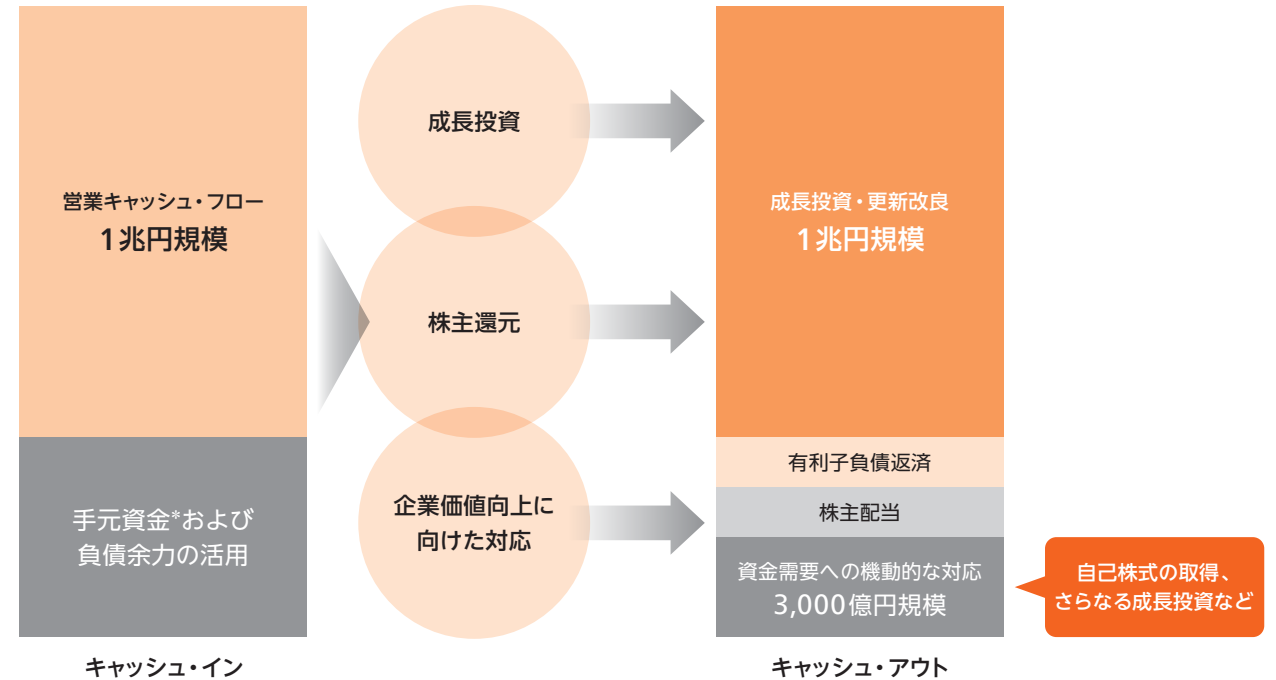 営業キャッシュ・フロー
1兆円規模
手元資金*および
負債余力の活用
キャッシュ・イン
成長投資
株主還元
企業価値向上に
向けた対応
成長投資・更新改良
1兆円規模
有利子負債返済
株主配当
資金需要への機動的な対応
3,000億円規模
キャッシュ・アウト
自己株式の取得、
さらなる成長投資など